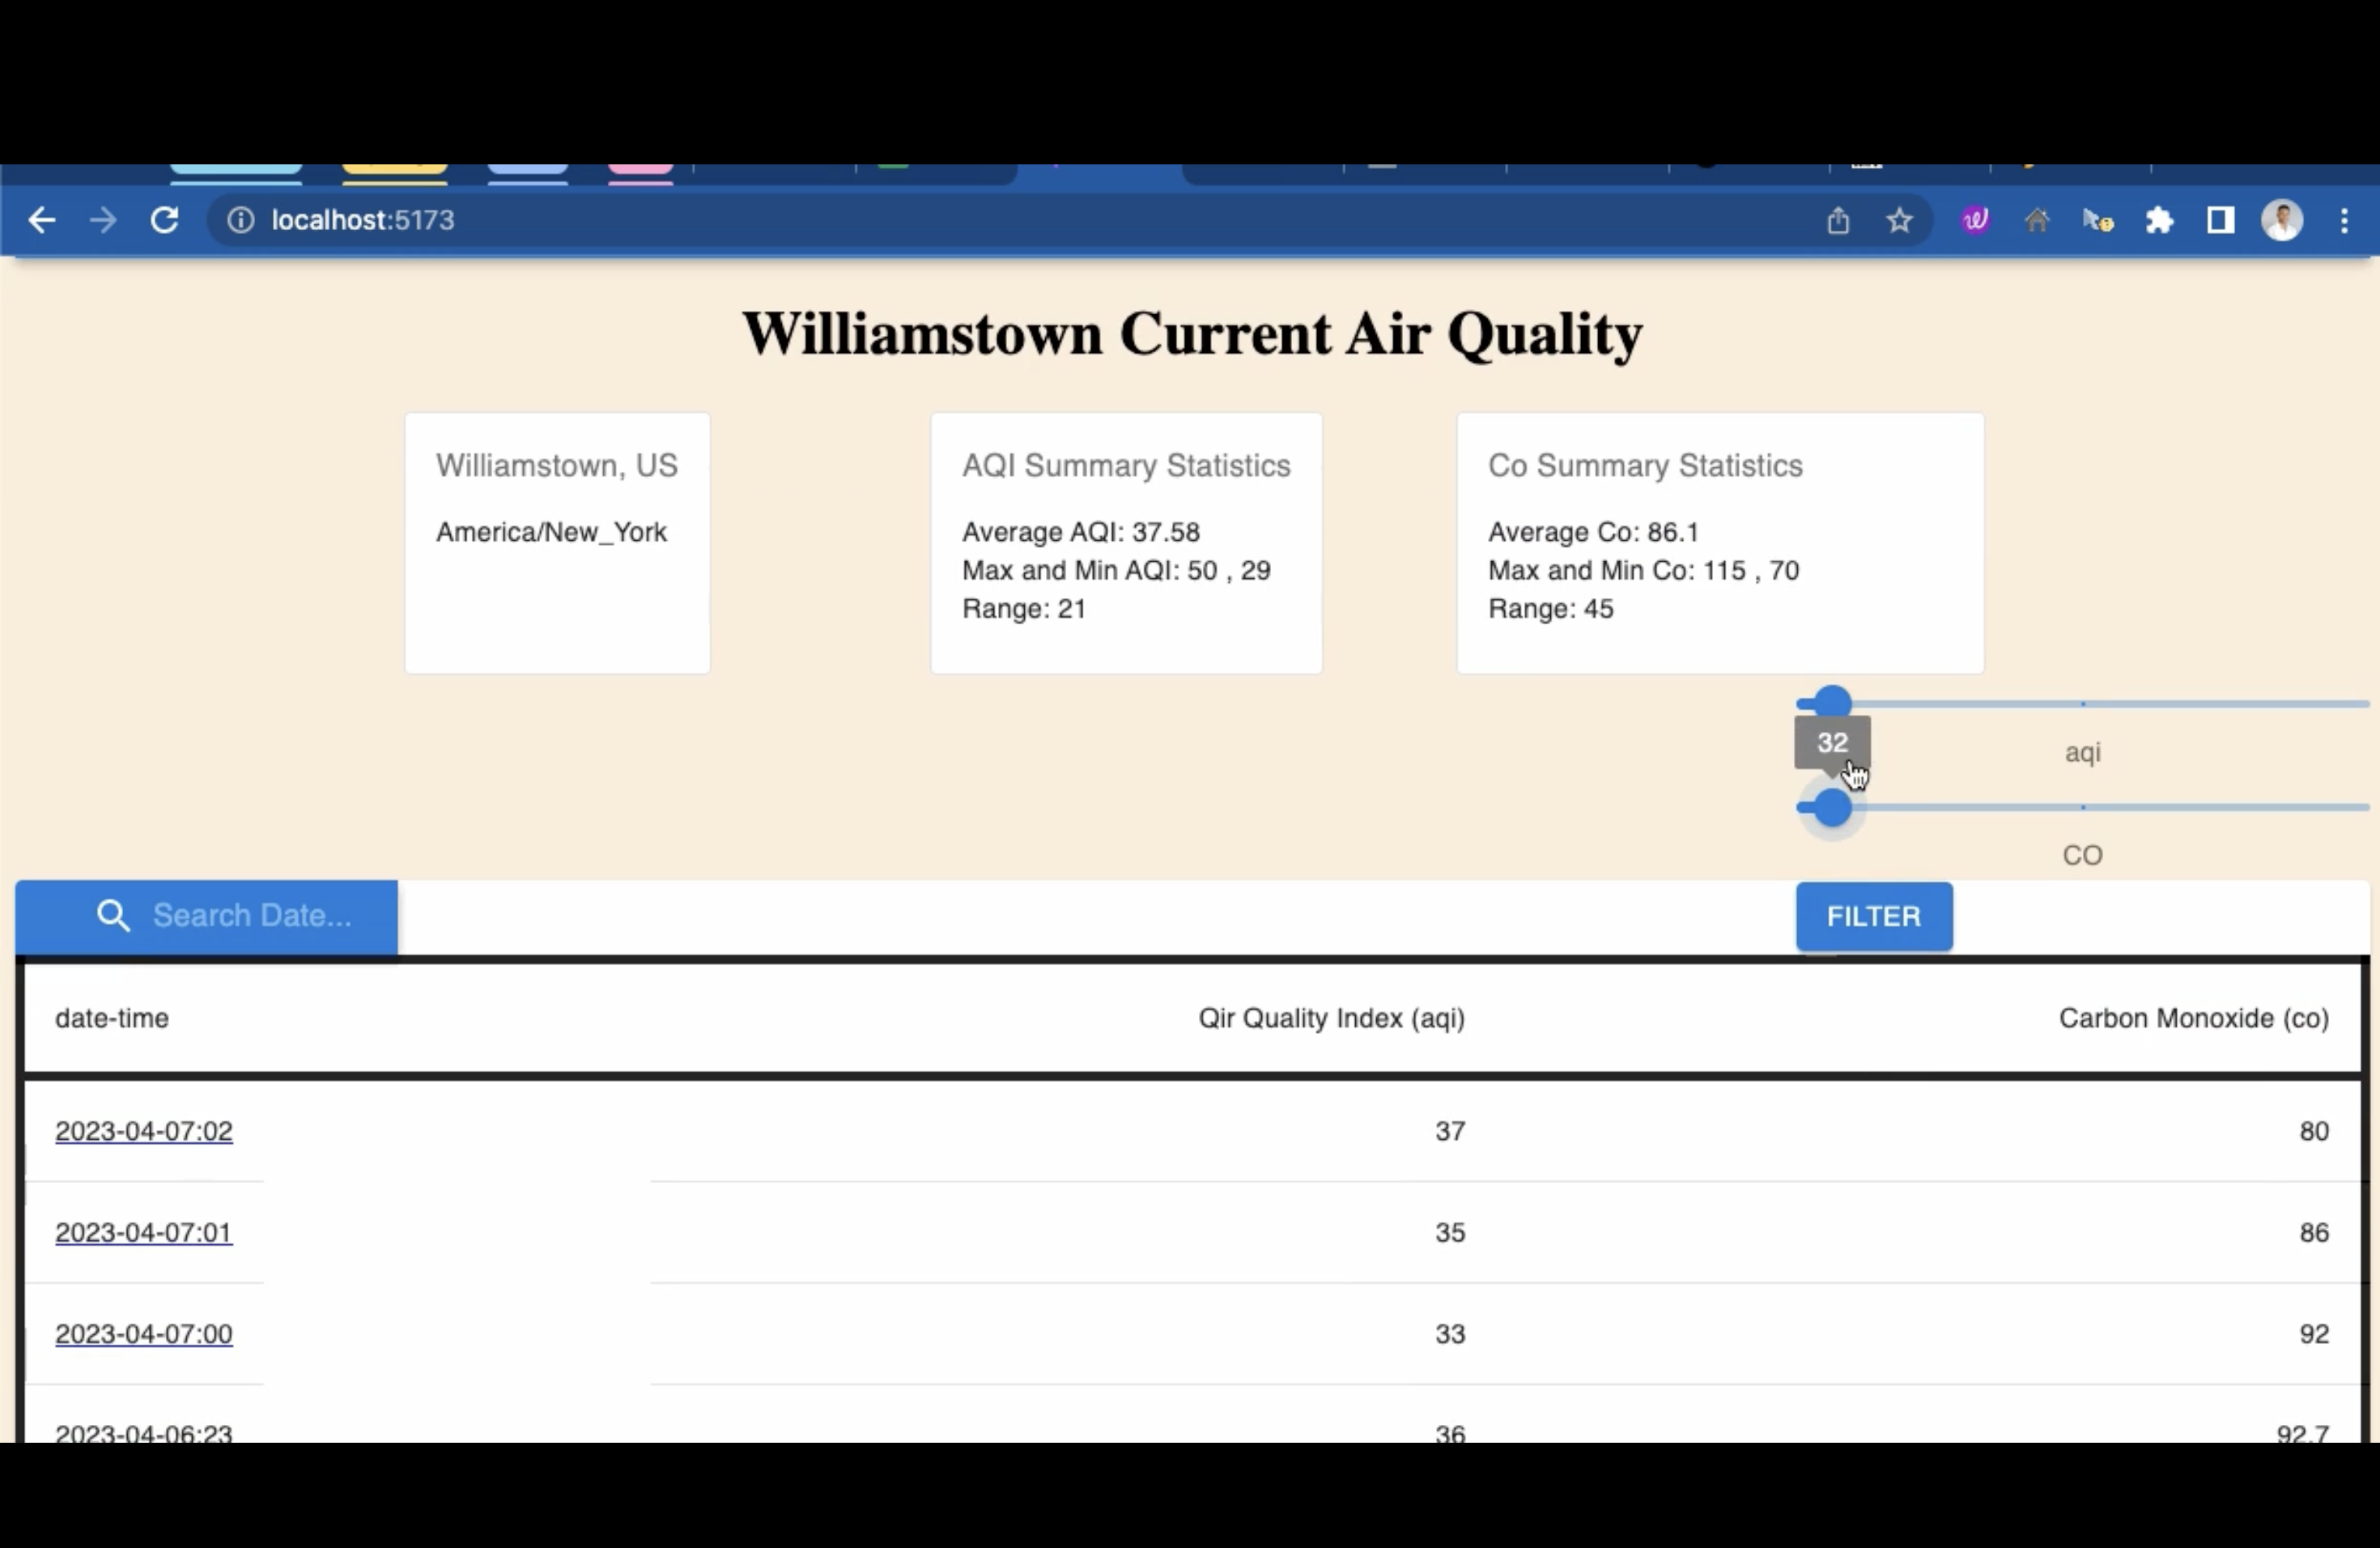 localhost:5173
Williamstown Current Air Quality
Williamstown, US
America/New_York
AQI Summary Statistics
Average AQI: 37.58
Max and Min AQI: 50 , 29
Range: 21
Co Summary Statistics
Average Co: 86.1
Max and Min Co: 115 , 70
Range: 45
32
aqi
CO
Search Date...
FILTER
date-time Qir Quality Index (aqi) Carbon Monoxide (co)
2023-04-07:02 37 80
2023-04-07:01 35 86
2023-04-07:00 33 92
2023-04-06:23 36 92.7